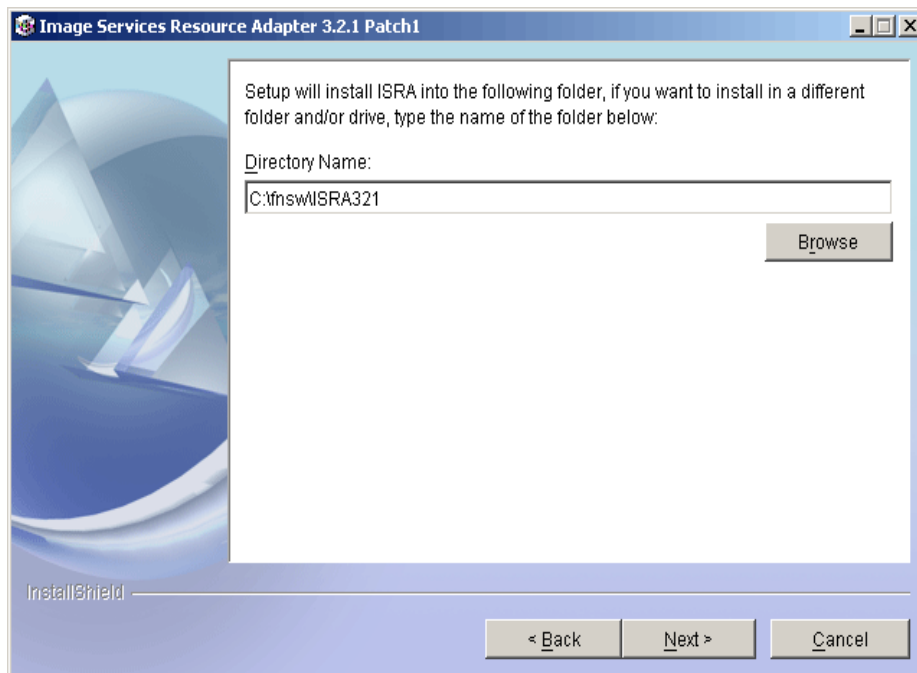 Image Services Resource Adapter 3.2.1 Patch1
Setup will install ISRA into the following folder, if you want to install in a different
folder and/or drive, type the name of the folder below:
Directory Name:
C:\fnsw\ISRA321
Browse
InstallShield
< Back
Next >
Cancel